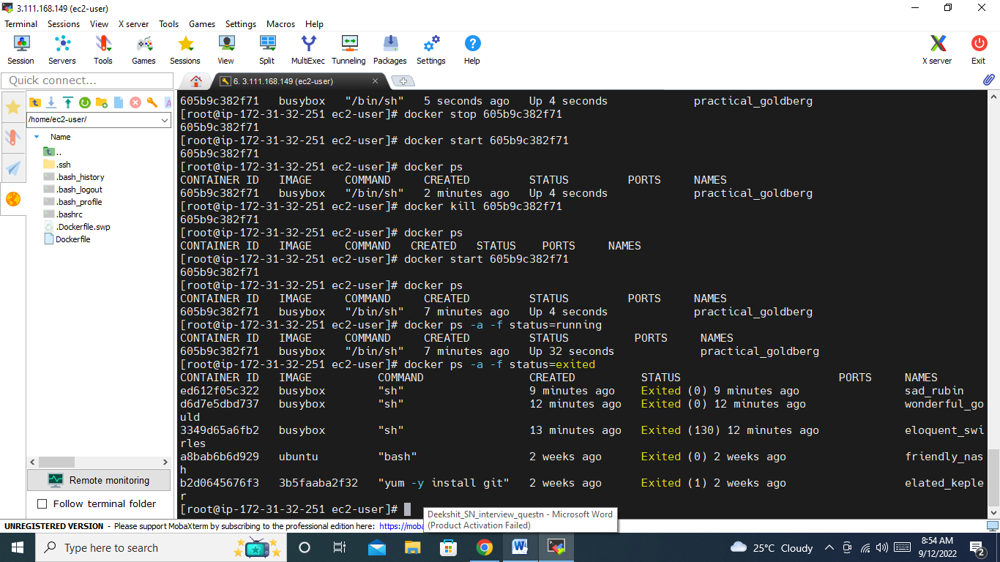 3.111.168.149 (ec2-user)
Terminal Sessions View X server Tools Games Settings Macros Help
Session Servers Tools Games Sessions View Split MultiExec Tunneling Packages Settings Help X server Exit
Quick connect...
6. 3.111.168.149 (ec2-user)
/home/ec2-user/
Name
..
.ssh
.bash_history
.bash_logout
.bash_profile
.bashrc
.Dockerfile.swp
Dockerfile
Remote monitoring
Follow terminal folder
605b9c382f71 busybox "/bin/sh" 5 seconds ago Up 4 seconds practical_goldberg
[root@ip-172-31-32-251 ec2-user]# docker stop 605b9c382f71
605b9c382f71
[root@ip-172-31-32-251 ec2-user]# docker start 605b9c382f71
605b9c382f71
[root@ip-172-31-32-251 ec2-user]# docker ps
CONTAINER ID IMAGE COMMAND CREATED STATUS PORTS NAMES
605b9c382f71 busybox "/bin/sh" 2 minutes ago Up 4 seconds practical_goldberg
[root@ip-172-31-32-251 ec2-user]# docker kill 605b9c382f71
605b9c382f71
[root@ip-172-31-32-251 ec2-user]# docker ps
CONTAINER ID IMAGE COMMAND CREATED STATUS PORTS NAMES
[root@ip-172-31-32-251 ec2-user]# docker start 605b9c382f71
605b9c382f71
[root@ip-172-31-32-251 ec2-user]# docker ps
CONTAINER ID IMAGE COMMAND CREATED STATUS PORTS NAMES
605b9c382f71 busybox "/bin/sh" 7 minutes ago Up 4 seconds practical_goldberg
[root@ip-172-31-32-251 ec2-user]# docker ps -a -f status=running
CONTAINER ID IMAGE COMMAND CREATED STATUS PORTS NAMES
605b9c382f71 busybox "/bin/sh" 7 minutes ago Up 32 seconds practical_goldberg
[root@ip-172-31-32-251 ec2-user]# docker ps -a -f status=exited
CONTAINER ID IMAGE COMMAND CREATED STATUS PORTS NAMES
ed612f05c322 busybox "sh" 9 minutes ago Exited (0) 9 minutes ago sad_rubin
d6d7e5dbd737 busybox "sh" 12 minutes ago Exited (0) 12 minutes ago wonderful_go
uld
3349d65a6fb2 busybox "sh" 13 minutes ago Exited (130) 12 minutes ago eloquent_swi
rles
a8bab6b6d929 ubuntu "bash" 2 weeks ago Exited (0) 2 weeks ago friendly_nas
h
b2d0645676f3 3b5faaba2f32 "yum -y install git" 2 weeks ago Exited (1) 2 weeks ago elated_keple
r
[root@ip-172-31-32-251 ec2-user]#
Deekshit_SN_interview_questn - Microsoft Word
(Product Activation Failed)
UNREGISTERED VERSION - Please support MobaXterm by subscribing to the professional edition here: https://moba
Type here to search
25°C Cloudy
8:54 AM
9/12/2022
2